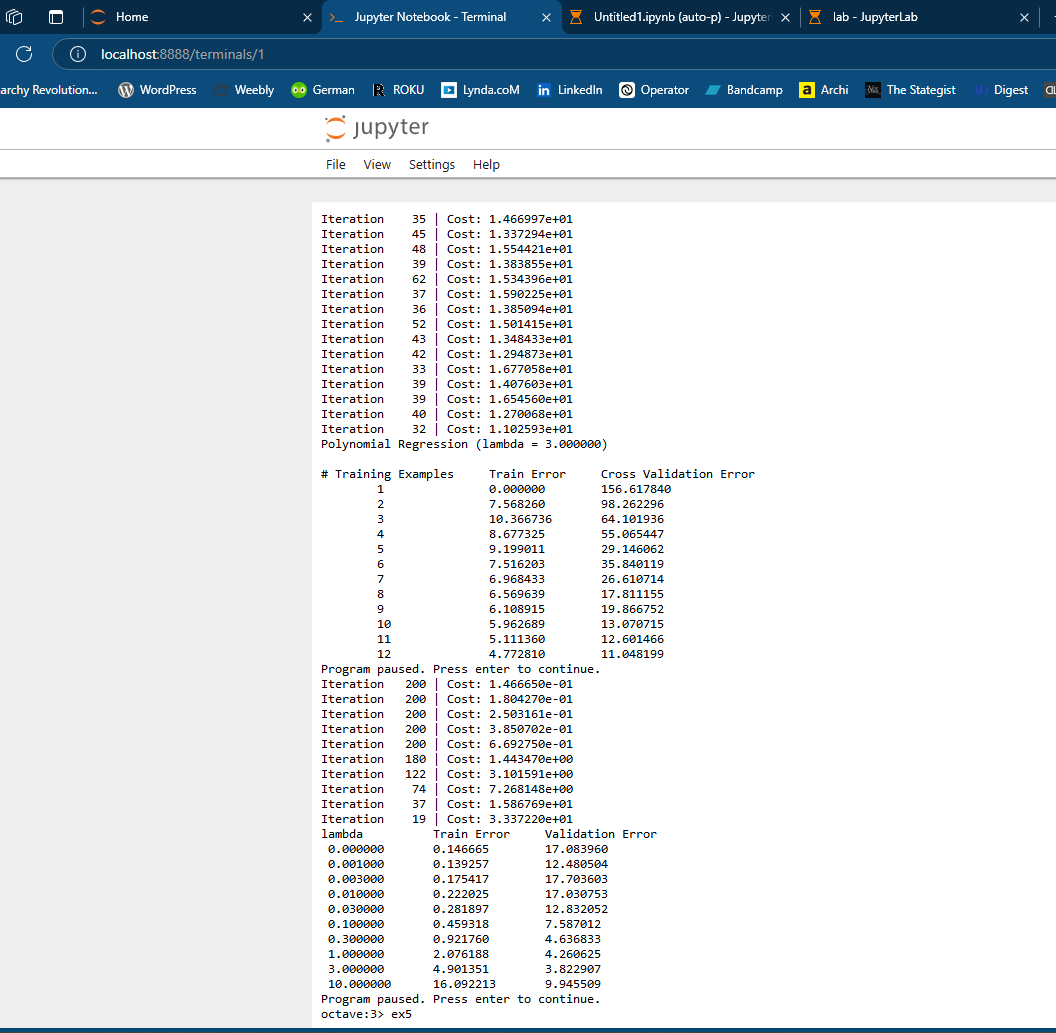 Home
Jupyter Notebook - Terminal
Untitled1.ipynb (auto-p) - Jupyter
lab - JupyterLab
localhost:8888/terminals/1
archy Revolution... WordPress Weebly German ROKU Lynda.coM LinkedIn Operator Bandcamp Archi The Stategist Digest
jupyter
File View Settings Help
Iteration 35 | Cost: 1.466997e+01
Iteration 45 | Cost: 1.337294e+01
Iteration 48 | Cost: 1.554421e+01
Iteration 39 | Cost: 1.383855e+01
Iteration 62 | Cost: 1.534396e+01
Iteration 37 | Cost: 1.590225e+01
Iteration 36 | Cost: 1.385094e+01
Iteration 52 | Cost: 1.501415e+01
Iteration 43 | Cost: 1.348433e+01
Iteration 42 | Cost: 1.294873e+01
Iteration 33 | Cost: 1.677058e+01
Iteration 39 | Cost: 1.407603e+01
Iteration 39 | Cost: 1.654560e+01
Iteration 40 | Cost: 1.270068e+01
Iteration 32 | Cost: 1.102593e+01
Polynomial Regression (lambda = 3.000000)
# Training Examples Train Error Cross Validation Error
1 0.000000 156.617840
2 7.568260 98.262296
3 10.366736 64.101936
4 8.677325 55.065447
5 9.199011 29.146062
6 7.516203 35.840119
7 6.968433 26.610714
8 6.569639 17.811155
9 6.108915 19.866752
10 5.962689 13.070715
11 5.111360 12.601466
12 4.772810 11.048199
Program paused. Press enter to continue.
Iteration 200 | Cost: 1.466650e-01
Iteration 200 | Cost: 1.804270e-01
Iteration 200 | Cost: 2.503161e-01
Iteration 200 | Cost: 3.850702e-01
Iteration 200 | Cost: 6.692750e-01
Iteration 180 | Cost: 1.443470e+00
Iteration 122 | Cost: 3.101591e+00
Iteration 74 | Cost: 7.268148e+00
Iteration 37 | Cost: 1.586769e+01
Iteration 19 | Cost: 3.337220e+01
lambda Train Error Validation Error
0.000000 0.146665 17.083960
0.001000 0.139257 12.480504
0.003000 0.175417 17.703603
0.010000 0.222025 17.030753
0.030000 0.281897 12.832052
0.100000 0.459318 7.587012
0.300000 0.921760 4.636833
1.000000 2.076188 4.260625
3.000000 4.901351 3.822907
10.000000 16.092213 9.945509
Program paused. Press enter to continue.
octave:3> ex5